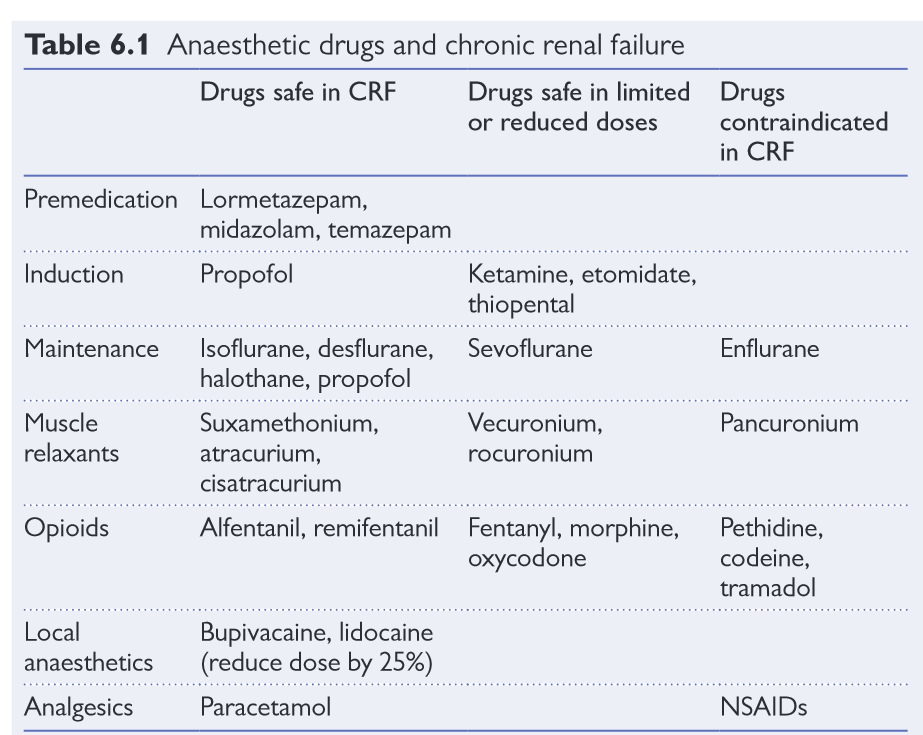 Table 6.1 Anaesthetic drugs and chronic renal failure
Drugs safe in CRF
Drugs safe in limited
or reduced doses
Drugs
contraindicated
in CRF
Premedication
Lormetazepam,
midazolam, temazepam
Induction
Propofol
Ketamine, etomidate,
thiopental
Maintenance
Isoflurane, desflurane,
halothane, propofol
Sevoflurane
Enflurane
Muscle
relaxants
Suxamethonium,
atracurium,
cisatracurium
Vecuronium,
rocuronium
Pancuronium
Opioids
Alfentanil, remifentanil
Fentanyl, morphine,
oxycodone
Pethidine,
codeine,
tramadol
Local
anaesthetics
Bupivacaine, lidocaine
(reduce dose by 25%)
Analgesics
Paracetamol
NSAIDs